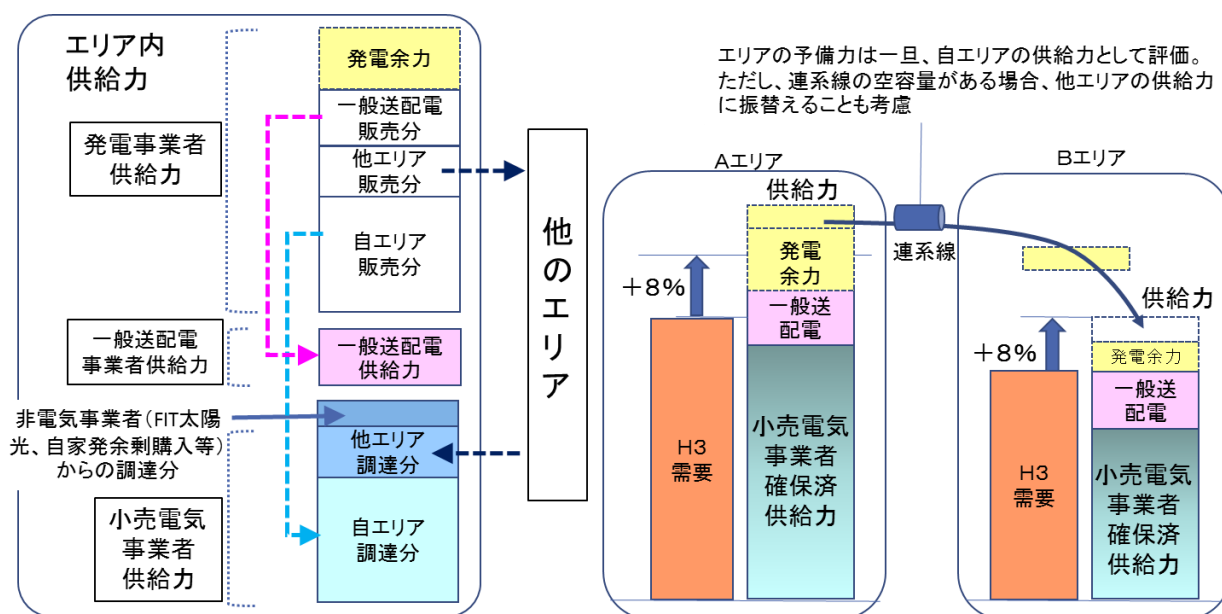 エリア内
供給力
発電事業者
供給力
一般送配電
事業者供給力
非電気事業者(FIT太陽
光、自家発余剰購入等)
からの調達分
小売電気
事業者
供給力
発電余力
一般送配電
販売分
他エリア
販売分
自エリア
販売分
一般送配電
供給力
他エリア
調達分
自エリア
調達分
他のエリア
エリアの予備力は一旦、自エリアの供給力として評価。
ただし、連系線の空容量がある場合、他エリアの供給力
に振替えることも考慮
Aエリア
供給力
+8%
発電
余力
一般送
配電
H3
需要
小売電気
事業者
確保済
供給力
連系線
Bエリア
供給力
+8%
発電余力
一般送
配電
H3
需要
小売電気
事業者
確保済
供給力